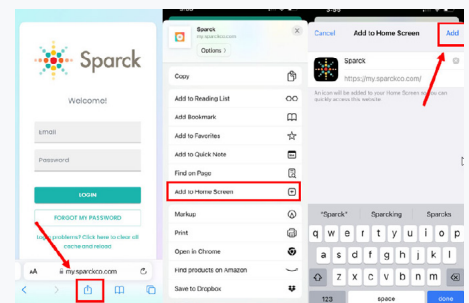 Sparck
Welcome!
Email
Password
LOGIN
FORGOT MY PASSWORD
Login problems? Click here to clear all
cache and reload
AA
my.sparckco.com
Sparck
my.sparckco.com
Options >
Copy
Add to Reading List
Add Bookmark
Add to Favorites
Add to Quick Note
Find on Page
Add to Home Screen
Markup
Print
Open in Chrome
Find products on Amazon
Save to Dropbox
Cancel
Add to Home Screen
Add
Sparck
https://my.sparckco.com/
An icon will be added to your Home Screen so you can
quickly access this website.
"Sparck"
Sparcking
Sparcks
q w e r t y u i o p
a s d f g h j k l
z x c v b n m
123
space
done